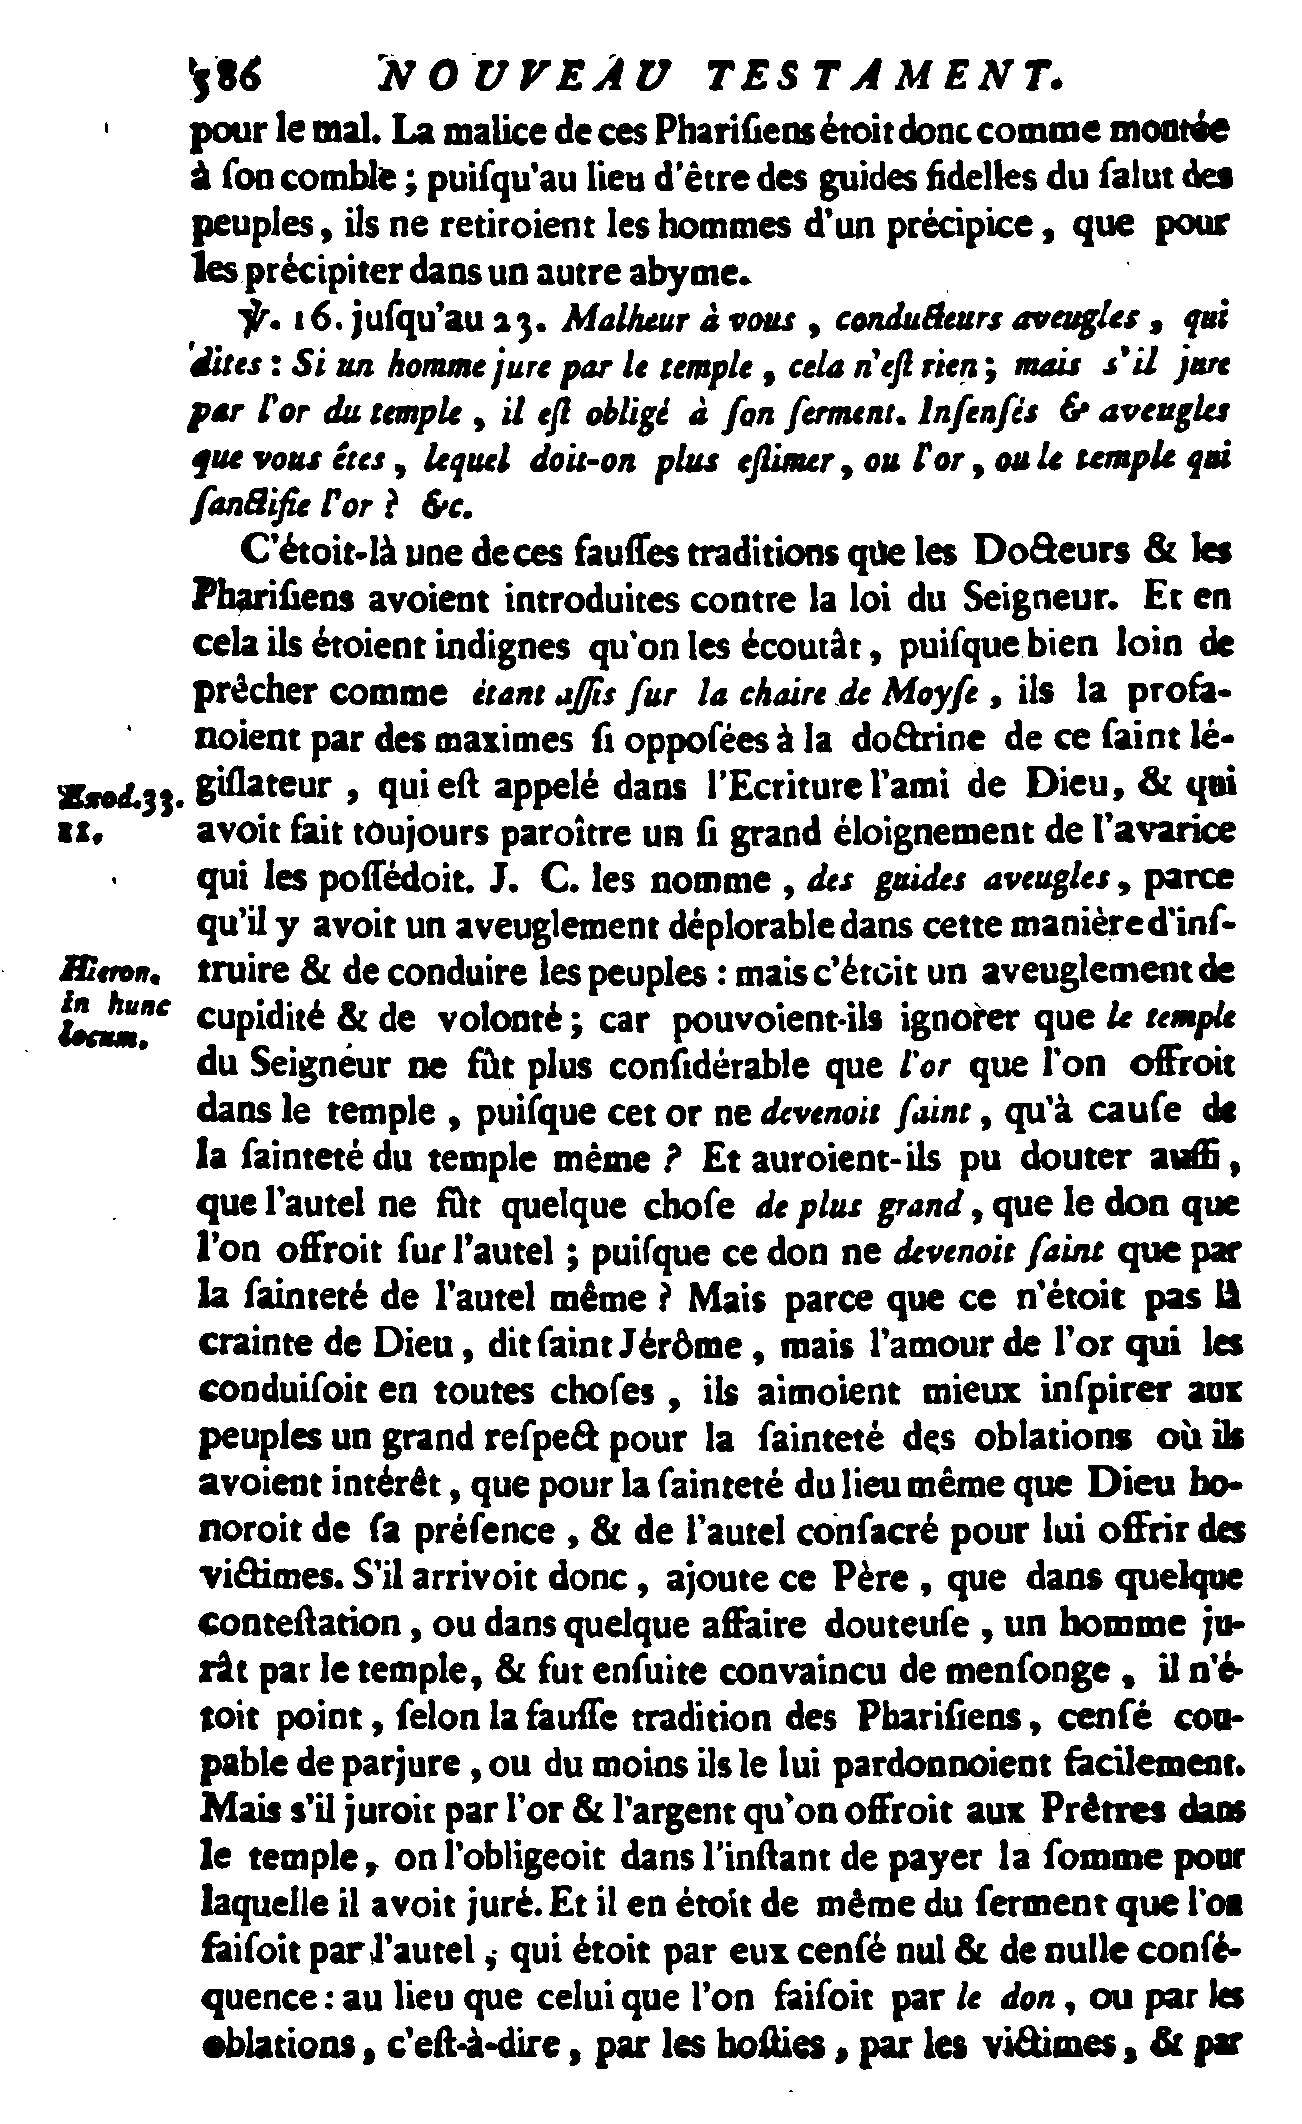 586 NOUVEAU TESTAMENT.
pour le mal. La malice de ces Phariſiens étoit donc comme montée
à ſon comble ; puiſqu'au lieu d'être des guides fidelles du ſalut des
peuples, ils ne retiroient les hommes d'un précipice, que pour
les précipiter dans un autre abyme.
℣. 16. juſqu'au 23. Malheur à vous, conducteurs aveugles, qui
dites : Si un homme jure par le temple, cela n'eſt rien ; mais s'il jure
par l'or du temple, il eſt obligé à ſon ſerment. Inſenſés & aveugles
que vous êtes, lequel doit-on plus eſtimer, ou l'or, ou le temple qui
ſanctifie l'or ? &c.
C'étoit-là une de ces fauſſes traditions que les Docteurs & les
Phariſiens avoient introduites contre la loi du Seigneur. Et en
cela ils étoient indignes qu'on les écoutât, puiſque bien loin de
prêcher comme étant aſſis ſur la chaire de Moyſe, ils la profa-
noient par des maximes ſi oppoſées à la doctrine de ce ſaint lé-
Exod. 33. giſlateur, qui eſt appelé dans l'Ecriture l'ami de Dieu, & qui
11. avoit fait toujours paroître un ſi grand éloignement de l'avarice
qui les poſſédoit. J. C. les nomme, des guides aveugles, parce
qu'il y avoit un aveuglement déplorable dans cette manière d'inſ-
Hieron. truire & de conduire les peuples : mais c'étoit un aveuglement de
in hunc cupidité & de volonté ; car pouvoient-ils ignorer que le temple
locum. du Seigneur ne fût plus conſidérable que l'or que l'on offroit
dans le temple, puiſque cet or ne devenoit ſaint, qu'à cauſe de
la ſainteté du temple même ? Et auroient-ils pu douter auſſi,
que l'autel ne fût quelque choſe de plus grand, que le don que
l'on offroit ſur l'autel ; puiſque ce don ne devenoit ſaint que par
la ſainteté de l'autel même ? Mais parce que ce n'étoit pas la
crainte de Dieu, dit ſaint Jérôme, mais l'amour de l'or qui les
conduiſoit en toutes choſes, ils aimoient mieux inſpirer aux
peuples un grand reſpect pour la ſainteté des oblations où ils
avoient intérêt, que pour la ſainteté du lieu même que Dieu ho-
noroit de ſa préſence, & de l'autel conſacré pour lui offrir des
victimes. S'il arrivoit donc, ajoute ce Père, que dans quelque
conteſtation, ou dans quelque affaire douteuſe, un homme ju-
rât par le temple, & fut enſuite convaincu de menſonge, il n'é-
toit point, ſelon la fauſſe tradition des Phariſiens, cenſé cou-
pable de parjure, ou du moins ils le lui pardonnoient facilement.
Mais s'il juroit par l'or & l'argent qu'on offroit aux Prêtres dans
le temple, on l'obligeoit dans l'inſtant de payer la ſomme pour
laquelle il avoit juré. Et il en étoit de même du ſerment que l'on
faiſoit par l'autel, qui étoit par eux cenſé nul & de nulle conſé-
quence : au lieu que celui que l'on faiſoit par le don, ou par les
oblations, c'eſt-à-dire, par les hoſties, par les victimes, & par